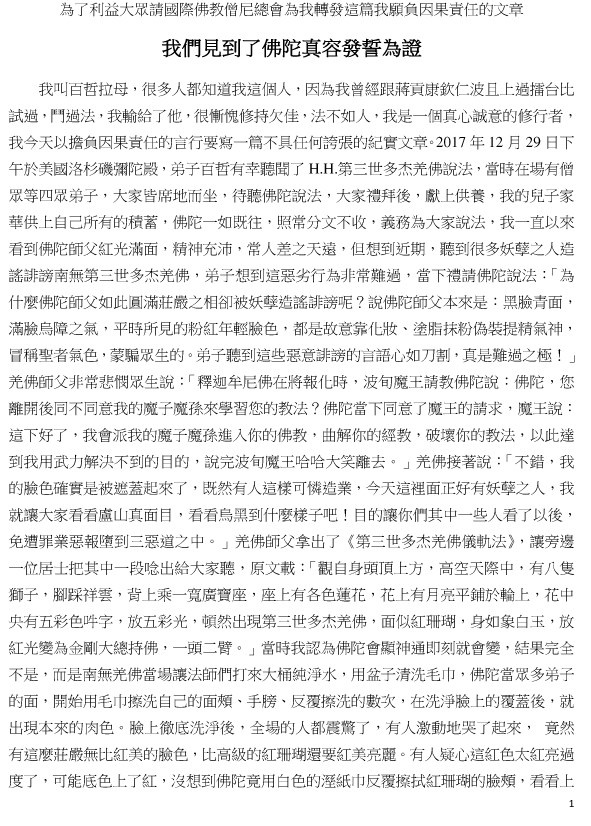 為了利益大眾請國際佛教僧尼總會為我轉發這篇我願負因果責任的文章
我們見到了佛陀真容發誓為證
我叫百哲拉母，很多人都知道我這個人，因為我曾經跟蔣貢康欽仁波且上過擂台比
試過，鬥過法，我輸給了他，很慚愧修持欠佳，法不如人，我是一個真心誠意的修行者，
我今天以擔負因果責任的言行要寫一篇不具任何誇張的紀實文章。2017 年 12 月 29 日下
午於美國洛杉磯彌陀殿，弟子百哲有幸聽聞了 H.H.第三世多杰羌佛說法，當時在場有僧
眾等四眾弟子，大家皆席地而坐，待聽佛陀說法，大家禮拜後，獻上供養，我的兒子家
華供上自己所有的積蓄，佛陀一如既往，照常分文不收，義務為大家說法，我一直以來
看到佛陀師父紅光滿面，精神充沛，常人差之天遠，但想到近期，聽到很多妖孽之人造
謠誹謗南無第三世多杰羌佛，弟子想到這惡劣行為非常難過，當下禮請佛陀說法：「為
什麼佛陀師父如此圓滿莊嚴之相卻被妖孽造謠誹謗呢？說佛陀師父本來是：黑臉青面，
滿臉烏障之氣，平時所見的粉紅年輕臉色，都是故意靠化妝、塗脂抹粉偽裝提精氣神，
冒稱聖者氣色，蒙騙眾生的。弟子聽到這些惡意誹謗的言語心如刀割，真是難過之極！」
羌佛師父非常悲憫眾生說：「釋迦牟尼佛在將報化時，波旬魔王請教佛陀說：佛陀，您
離開後同不同意我的魔子魔孫來學習您的教法？佛陀當下同意了魔王的請求，魔王說：
這下好了，我會派我的魔子魔孫進入你的佛教，曲解你的經教，破壞你的教法，以此達
到我用武力解決不到的目的，說完波旬魔王哈哈大笑離去。」羌佛接著說：「不錯，我
的臉色確實是被遮蓋起來了，既然有人這樣可憐造業，今天這裡面正好有妖孽之人，我
就讓大家看看盧山真面目，看看烏黑到什麼樣子吧！目的讓你們其中一些人看了以後，
免遭罪業惡報墮到三惡道之中。」羌佛師父拿出了《第三世多杰羌佛儀軌法》，讓旁邊
一位居士把其中一段唸出給大家聽，原文載：「觀自身頭頂上方，高空天際中，有八隻
獅子，腳踩祥雲，背上乘一寬廣寶座，座上有各色蓮花，花上有月亮平鋪於輪上，花中
央有五彩色吽字，放五彩光，頓然出現第三世多杰羌佛，面似紅珊瑚，身如象白玉，放
紅光變為金剛大總持佛，一頭二臂。」當時我認為佛陀會顯神通即刻就會變，結果完全
不是，而是南無羌佛當場讓法師們打來大桶純淨水，用盆子清洗毛巾，佛陀當眾多弟子
的面，開始用毛巾擦洗自己的面頰、手膀、反覆擦洗的數次，在洗淨臉上的覆蓋後，就
出現本來的肉色。臉上徹底洗淨後，全場的人都震驚了，有人激動地哭了起來， 竟然
有這麼莊嚴無比紅美的臉色，比高級的紅珊瑚還要紅美亮麗。有人疑心這紅色太紅亮過
度了，可能底色上了紅，沒想到佛陀竟用白色的溼紙巾反覆擦拭紅珊瑚的臉頰，看看上
1